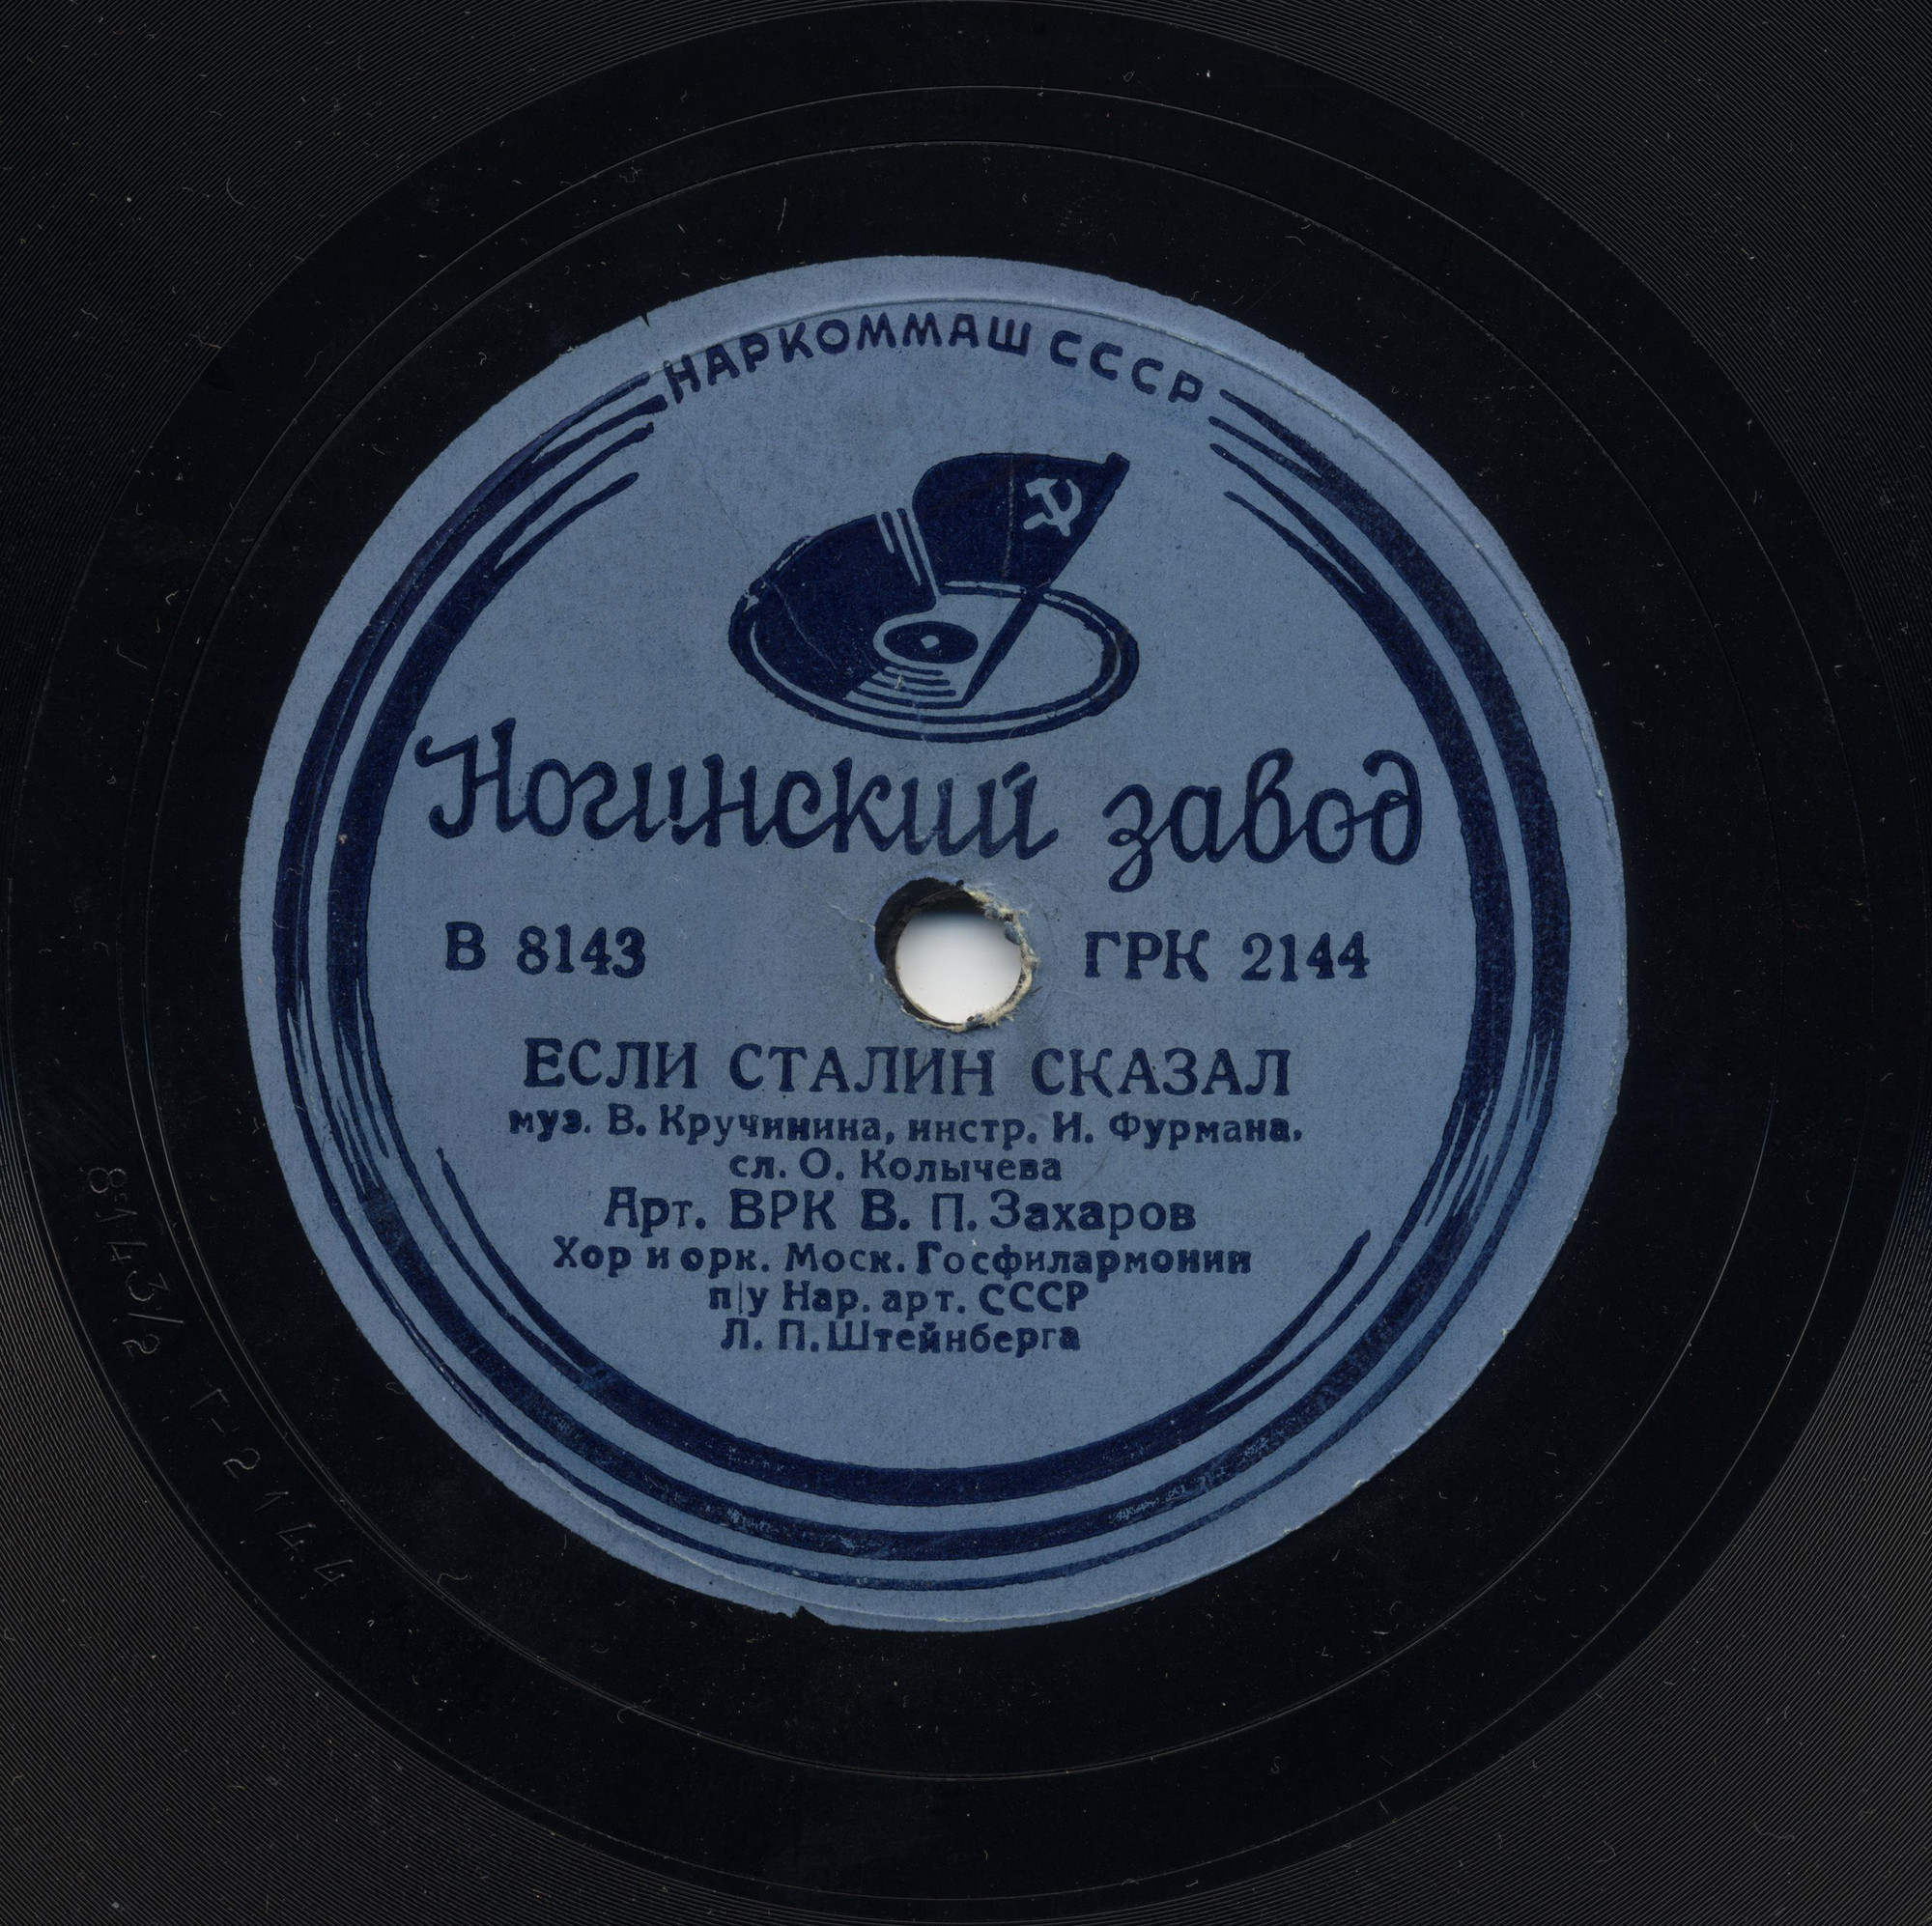 НАРКОММАШ СССР
Ногинский завод
В 8143 ГРК 2144
ЕСЛИ СТАЛИН СКАЗАЛ
муз. В. Кручинина, инстр. И. Фурмана,
сл. О. Колычева
Арт. ВРК В. П. Захаров
Хор и орк. Моск. Госфилармонии
п/у Нар. арт. СССР
Л. П. Штейнберга
8143/2 Г-2144